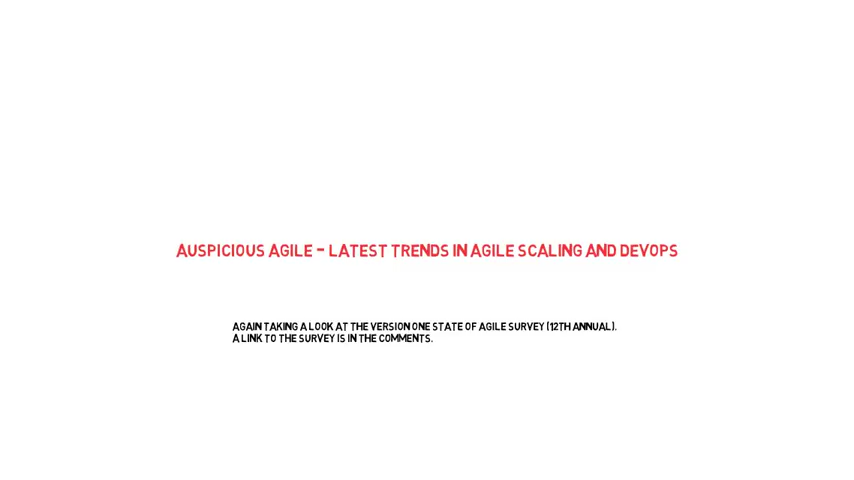 AUSPICIOUS AGILE - LATEST TRENDS IN AGILE SCALING AND DEVOPS
AGAIN TAKING A LOOK AT THE VERSION ONE STATE OF AGILE SURVEY (12TH ANNUAL).
A LINK TO THE SURVEY IS IN THE COMMENTS.